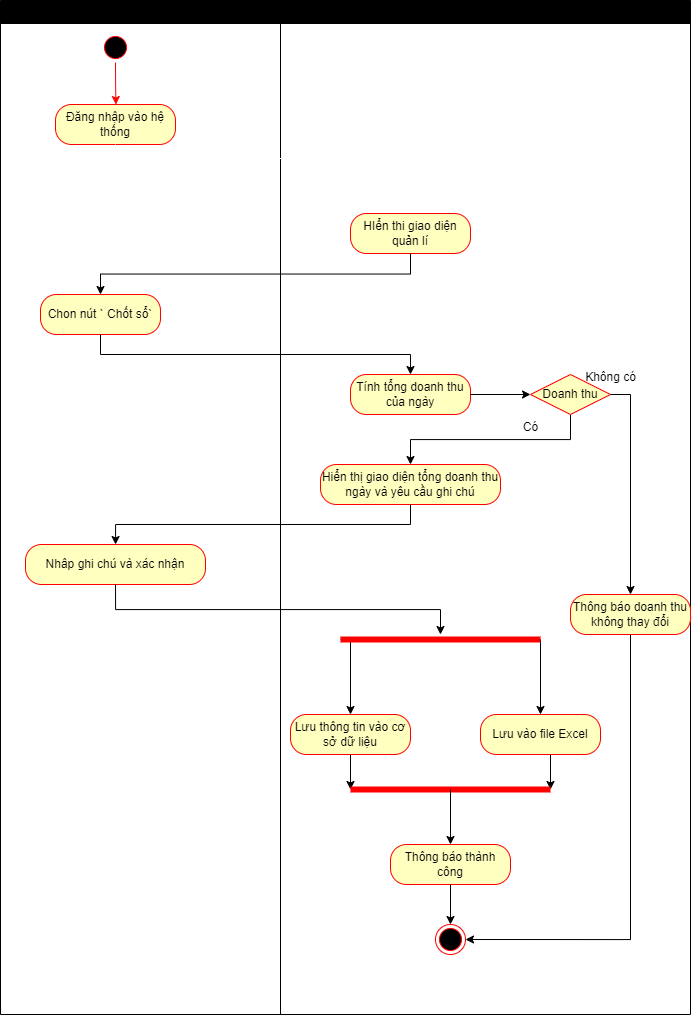 Đăng nhập vào hệ
thống
HIển thi giao diện
quản lí
Chon nút ` Chốt sổ`
Tính tổng doanh thu
của ngáy
Doanh thu
Không có
Có
Hiển thị giao diện tổng doanh thu
ngày và yêu cầu ghi chú
Nhâp ghi chú và xác nhận
Thông báo doanh thu
không thay đổi
Lưu thông tin vào cơ
sở dữ liệu
Lưu vào file Excel
Thông báo thành
công